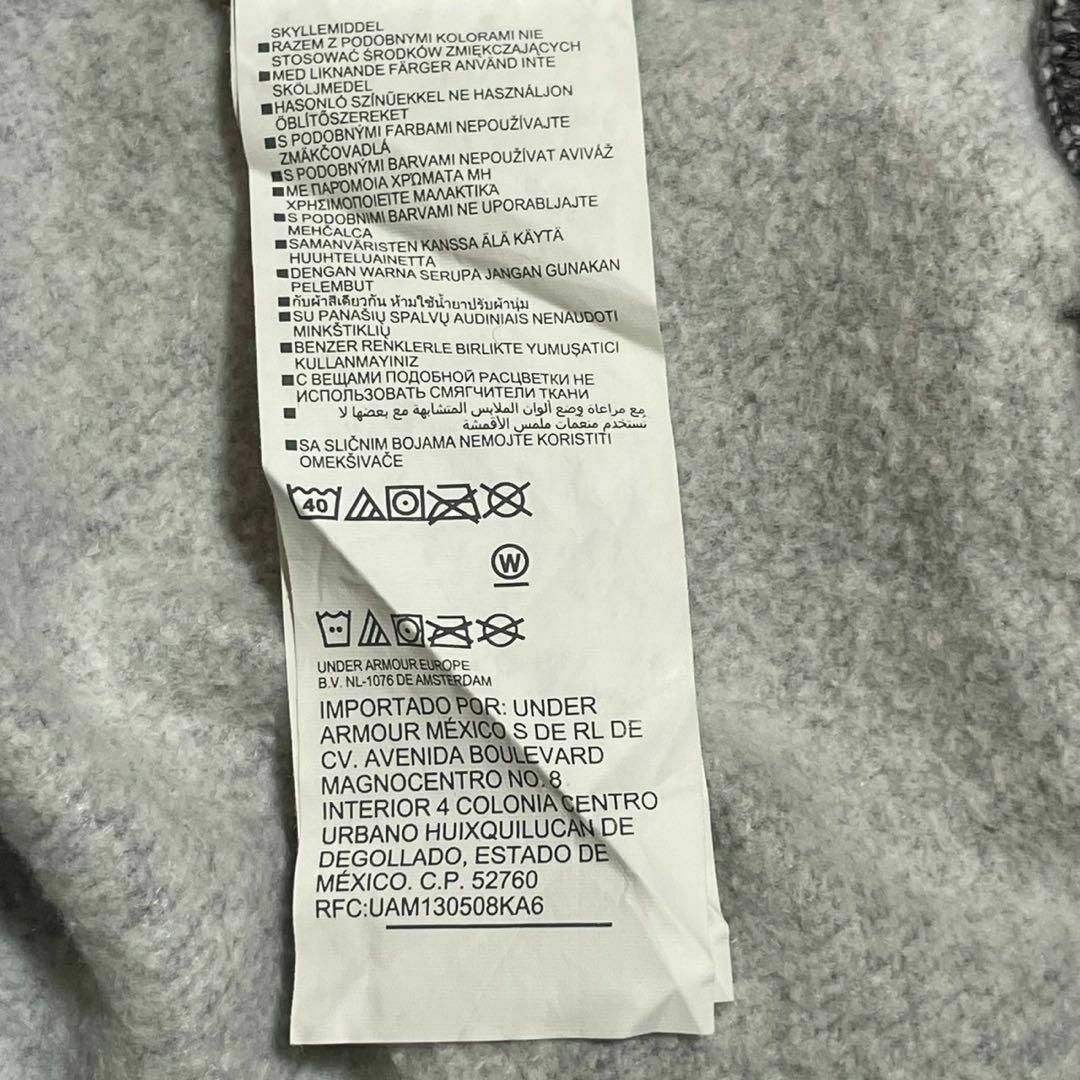 SKYLLEMIDDEL
■RAZEM Z PODOBNYMI KOLORAMI NIE
STOSOWAĆ ŚRODKÓW ZMIĘKCZAJĄCYCH
■MED LIKNANDE FÄRGER ANVÄND INTE
SKÖLJMEDEL
■HASONLÓ SZÍNŰEKKEL NE HASZNÁLJON
ÖBLÍTŐSZEREKET
■S PODOBNÝMI FARBAMI NEPOUŽÍVAJTE
ZMÄKČOVADLÁ
■S PODOBNÝMI BARVAMI NEPOUŽÍVAT AVIVÁŽ
■ΜΕ ΠΑΡΌΜΟΙΑ ΧΡΏΜΑΤΑ ΜΗ
ΧΡΗΣΙΜΟΠΟΙΕΙΤΕ ΜΑΛΑΚΤΙΚΑ
■S PODOBNIMI BARVAMI NE UPORABLJAJTE
MEHČALCA
■SAMANVÄRISTEN KANSSA ÄLÄ KÄYTÄ
HUUHTELUAINETTA
■DENGAN WARNA SERUPA JANGAN GUNAKAN
PELEMBUT
■กับผ้าสีเดียวกัน ห้ามใช้น้ำยาปรับผ้านุ่ม
■SU PANAŠIŲ SPALVŲ AUDINIAIS NENAUDOTI
MINKŠTIKLIŲ
■BENZER RENKLERLE BIRLIKTE YUMUŞATICI
KULLANMAYINIZ
■С ВЕЩАМИ ПОДОБНОЙ РАСЦВЕТКИ НЕ
ИСПОЛЬЗОВАТЬ СМЯГЧИТЕЛИ ТКАНИ
■ مع مراعاة وضع ألوان الملابس المتشابهة مع بعضها لا
تستخدم منعمات ملمس الأقمشة
■SA SLIČNIM BOJAMA NEMOJTE KORISTITI
OMEKŠIVAČE
40
W
UNDER ARMOUR EUROPE
B.V. NL-1076 DE AMSTERDAM
IMPORTADO POR: UNDER
ARMOUR MÉXICO S DE RL DE
CV. AVENIDA BOULEVARD
MAGNOCENTRO NO. 8
INTERIOR 4 COLONIA CENTRO
URBANO HUIXQUILUCAN DE
DEGOLLADO, ESTADO DE
MÉXICO. C.P. 52760
RFC:UAM130508KA6